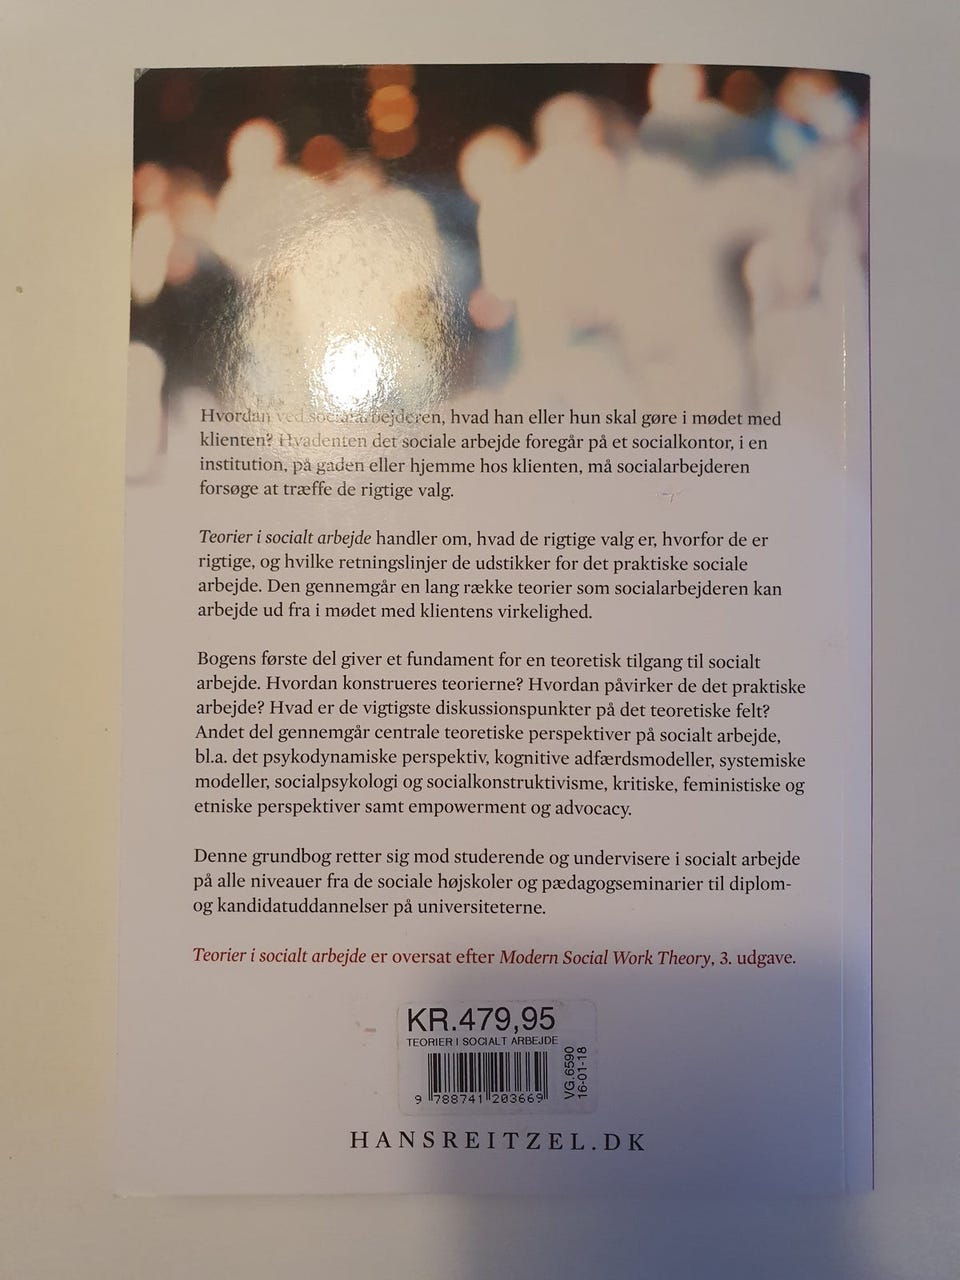 Hvordan ved socialarbejderen, hvad han eller hun skal gøre i mødet med
klienten? Hvadenten det sociale arbejde foregår på et socialkontor, i en
institution, på gaden eller hjemme hos klienten, må socialarbejderen
forsøge at træffe de rigtige valg.
Teorier i socialt arbejde handler om, hvad de rigtige valg er, hvorfor de er
rigtige, og hvilke retningslinjer de udstikker for det praktiske sociale
arbejde. Den gennemgår en lang række teorier som socialarbejderen kan
arbejde ud fra i mødet med klientens virkelighed.
Bogens første del giver et fundament for en teoretisk tilgang til socialt
arbejde. Hvordan konstrueres teorierne? Hvordan påvirker de det praktiske
arbejde? Hvad er de vigtigste diskussionspunkter på det teoretiske felt?
Andet del gennemgår centrale teoretiske perspektiver på socialt arbejde,
bl.a. det psykodynamiske perspektiv, kognitive adfærdsmodeller, systemiske
modeller, socialpsykologi og socialkonstruktivisme, kritiske, feministiske og
etniske perspektiver samt empowerment og advocacy.
Denne grundbog retter sig mod studerende og undervisere i socialt arbejde
på alle niveauer fra de sociale højskoler og pædagogseminarier til diplom-
og kandidatuddannelser på universiteterne.
Teorier i socialt arbejde er oversat efter Modern Social Work Theory, 3. udgave.
KR.479,95
TEORIER I SOCIALT ARBEJDE
9 788741 203669
VG.6590
16-01-18
HANSREITZEL.DK